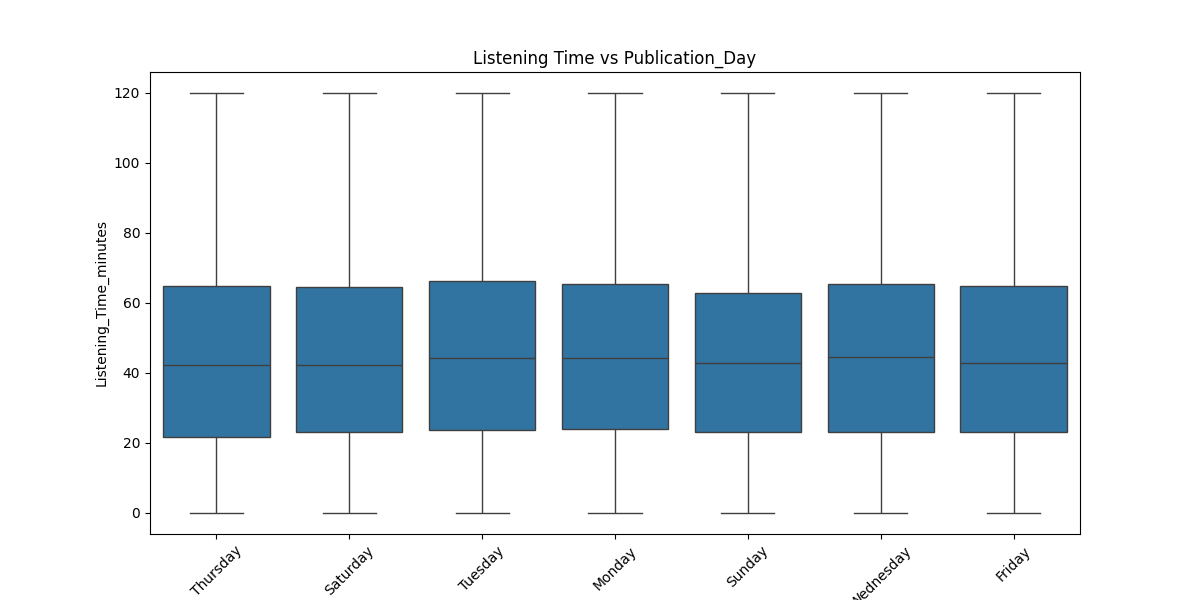 Listening Time vs Publication_Day
Listening_Time_minutes
120
100
80
60
40
20
0
Thursday
Saturday
Tuesday
Monday
Sunday
Wednesday
Friday